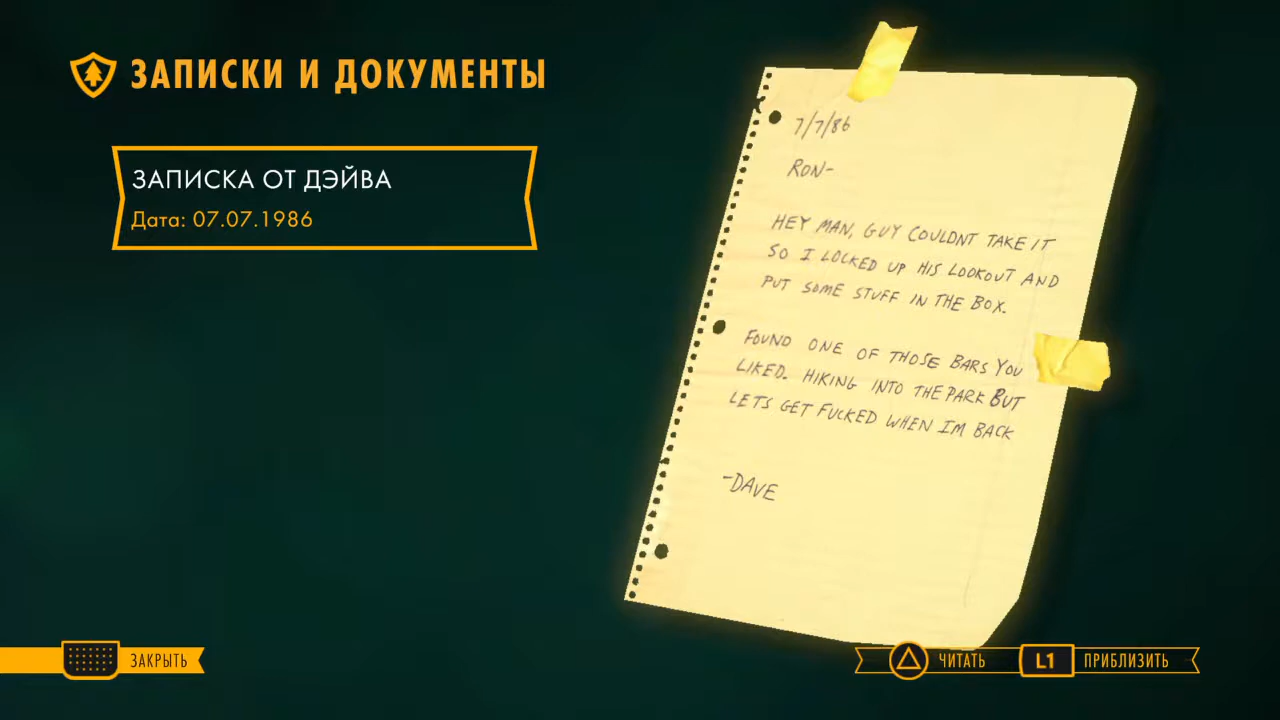 ЗАПИСКИ И ДОКУМЕНТЫ
ЗАПИСКА ОТ ДЭЙВА
Дата: 07.07.1986
7/7/86
RON-
HEY MAN, GUY COULDNT TAKE IT
SO I LOCKED UP HIS LOOKOUT AND
PUT SOME STUFF IN THE BOX.
FOUND ONE OF THOSE BARS YOU
LIKED. HIKING INTO THE PARK BUT
LETS GET FUCKED WHEN IM BACK
-DAVE
ЗАКРЫТЬ
ЧИТАТЬ
L1 ПРИБЛИЗИТЬ